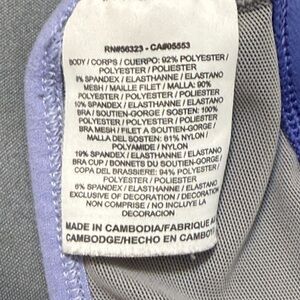 RN#56323 - CA#05553
BODY / CORPS / CUERPO: 92% POLYESTER /
POLYESTER / POLIESTER
8% SPANDEX / ELASTHANNE / ELASTANO
MESH / MAILLE FILET / MALLA: 90%
POLYESTER / POLYESTER / POLIESTER
10% SPANDEX / ELASTHANNE / ELASTANO
BRA / SOUTIEN-GORGE / SOSTÉN: 100%
POLYESTER / POLYESTER / POLIESTER
BRA MESH / FILET A SOUTIEN-GORGE /
MALLA DEL SOSTEN: 81% NYLON /
POLYAMIDE / NYLON
19% SPANDEX / ELASTHANNE / ELASTANO
BRA CUP / BONNETS DU SOUTIEN-GORGE /
COPA DEL BRASSIERE: 94% POLYESTER /
POLYESTER / POLIESTER
6% SPANDEX / ELASTHANNE / ELASTANO
EXCLUSIVE OF DECORATION / DECORATION
NON COMPRISE / NO INCLUYE LA
DECORACION
MADE IN CAMBODIA/FABRIQUE AU
CAMBODGE/HECHO EN